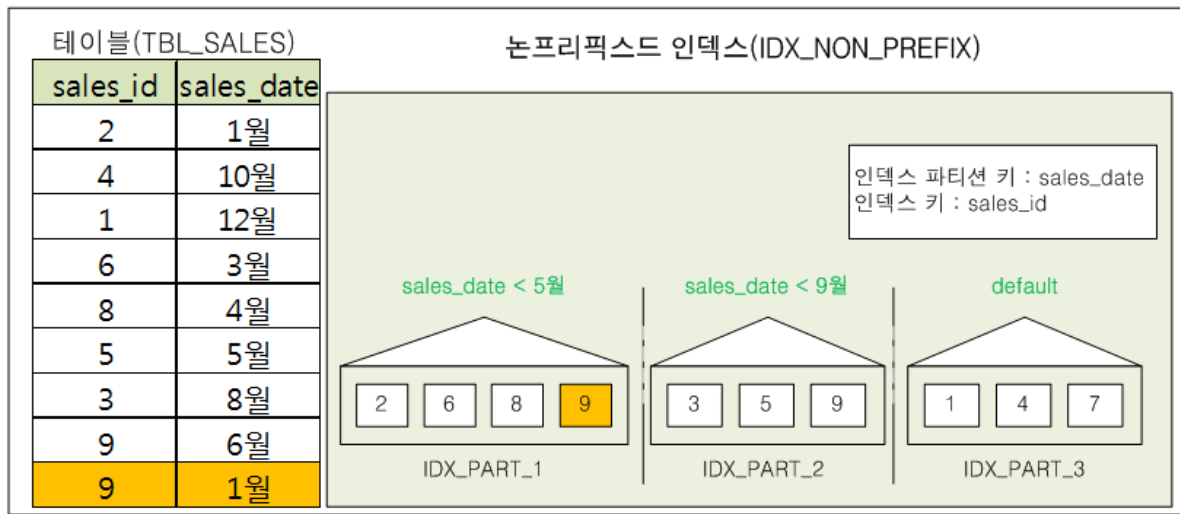 테이블(TBL_SALES)
sales_id sales_date
2 1월
4 10월
1 12월
6 3월
8 4월
5 5월
3 8월
9 6월
9 1월
논프리픽스드 인덱스(IDX_NON_PREFIX)
인덱스 파티션 키 : sales_date
인덱스 키 : sales_id
sales_date < 5월 sales_date < 9월 default
2 6 8 9 3 5 9 1 4 7
IDX_PART_1 IDX_PART_2 IDX_PART_3